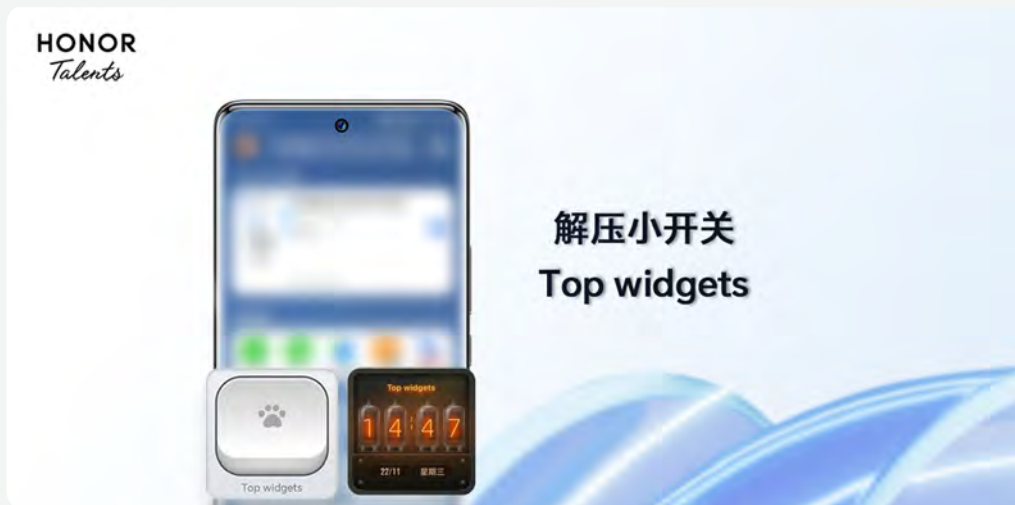 HONOR
Talents
解压小开关
Top widgets
Top widgets
14:47
22/11 星期三
Top widgets